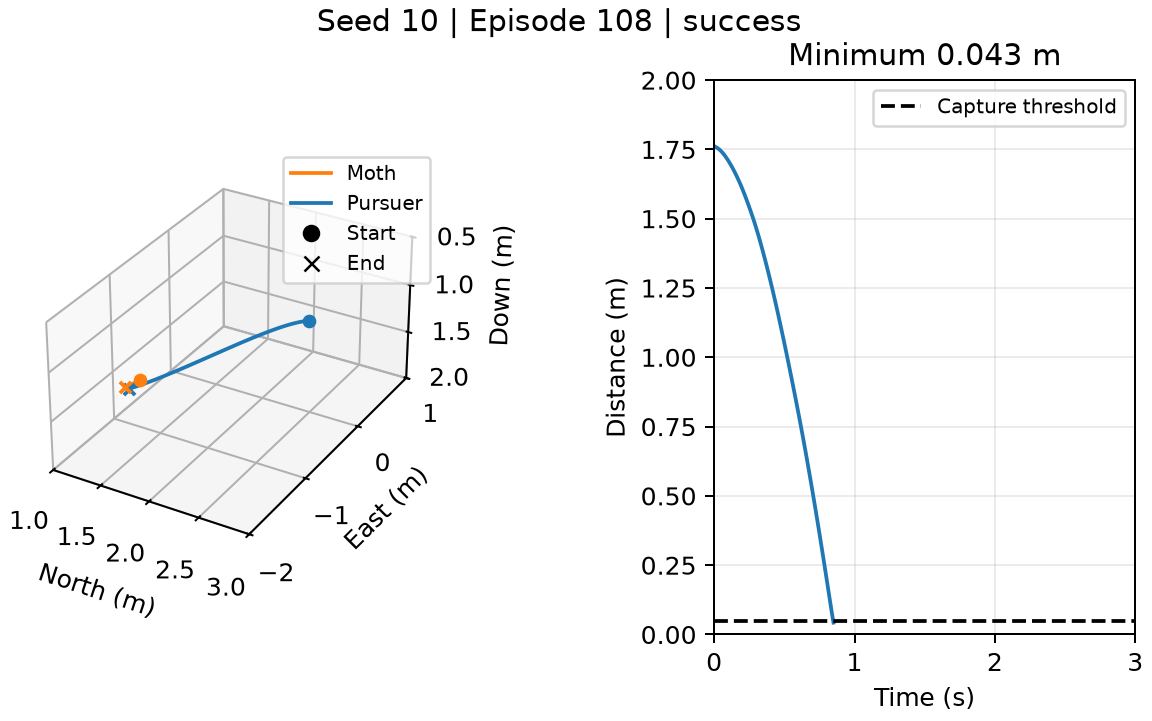 Seed 10 | Episode 108 | success
Moth
Pursuer
Start
End
0.5
1.0
1.5
2.0
Down (m)
1
0
−1
−2
East (m)
1.0
1.5
2.0
2.5
3.0
North (m)
Minimum 0.043 m
Capture threshold
2.00
1.75
1.50
1.25
1.00
0.75
0.50
0.25
0.00
Distance (m)
0
1
2
3
Time (s)